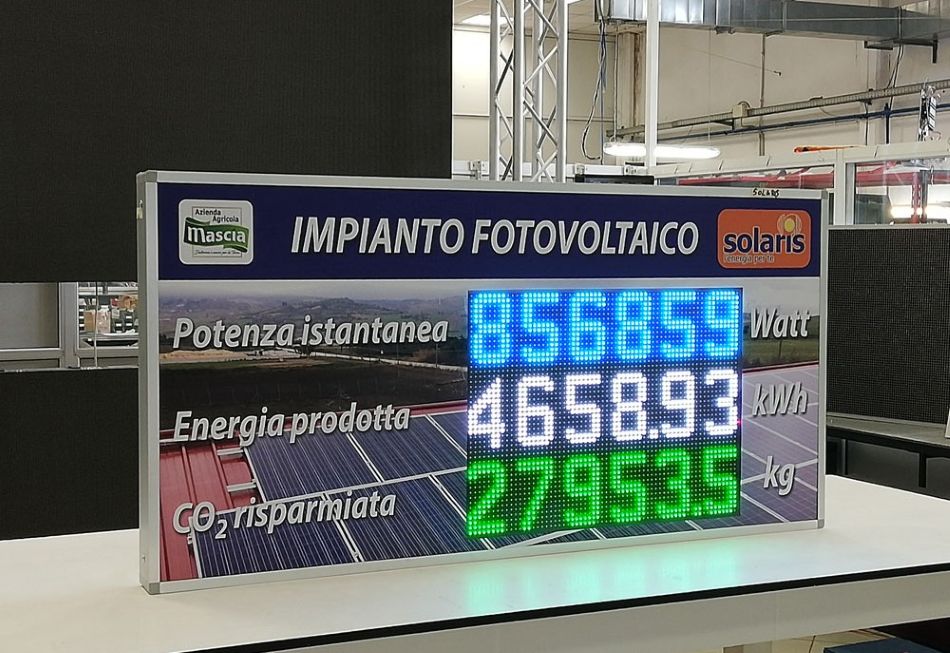 SOLARIS
Azienda
Agricola
mascia
IMPIANTO FOTOVOLTAICO
solaris
l'energia per te
Potenza istantanea 856859 Watt
Energia prodotta 4658.93 kWh
CO2 risparmiata 27953.5 kg